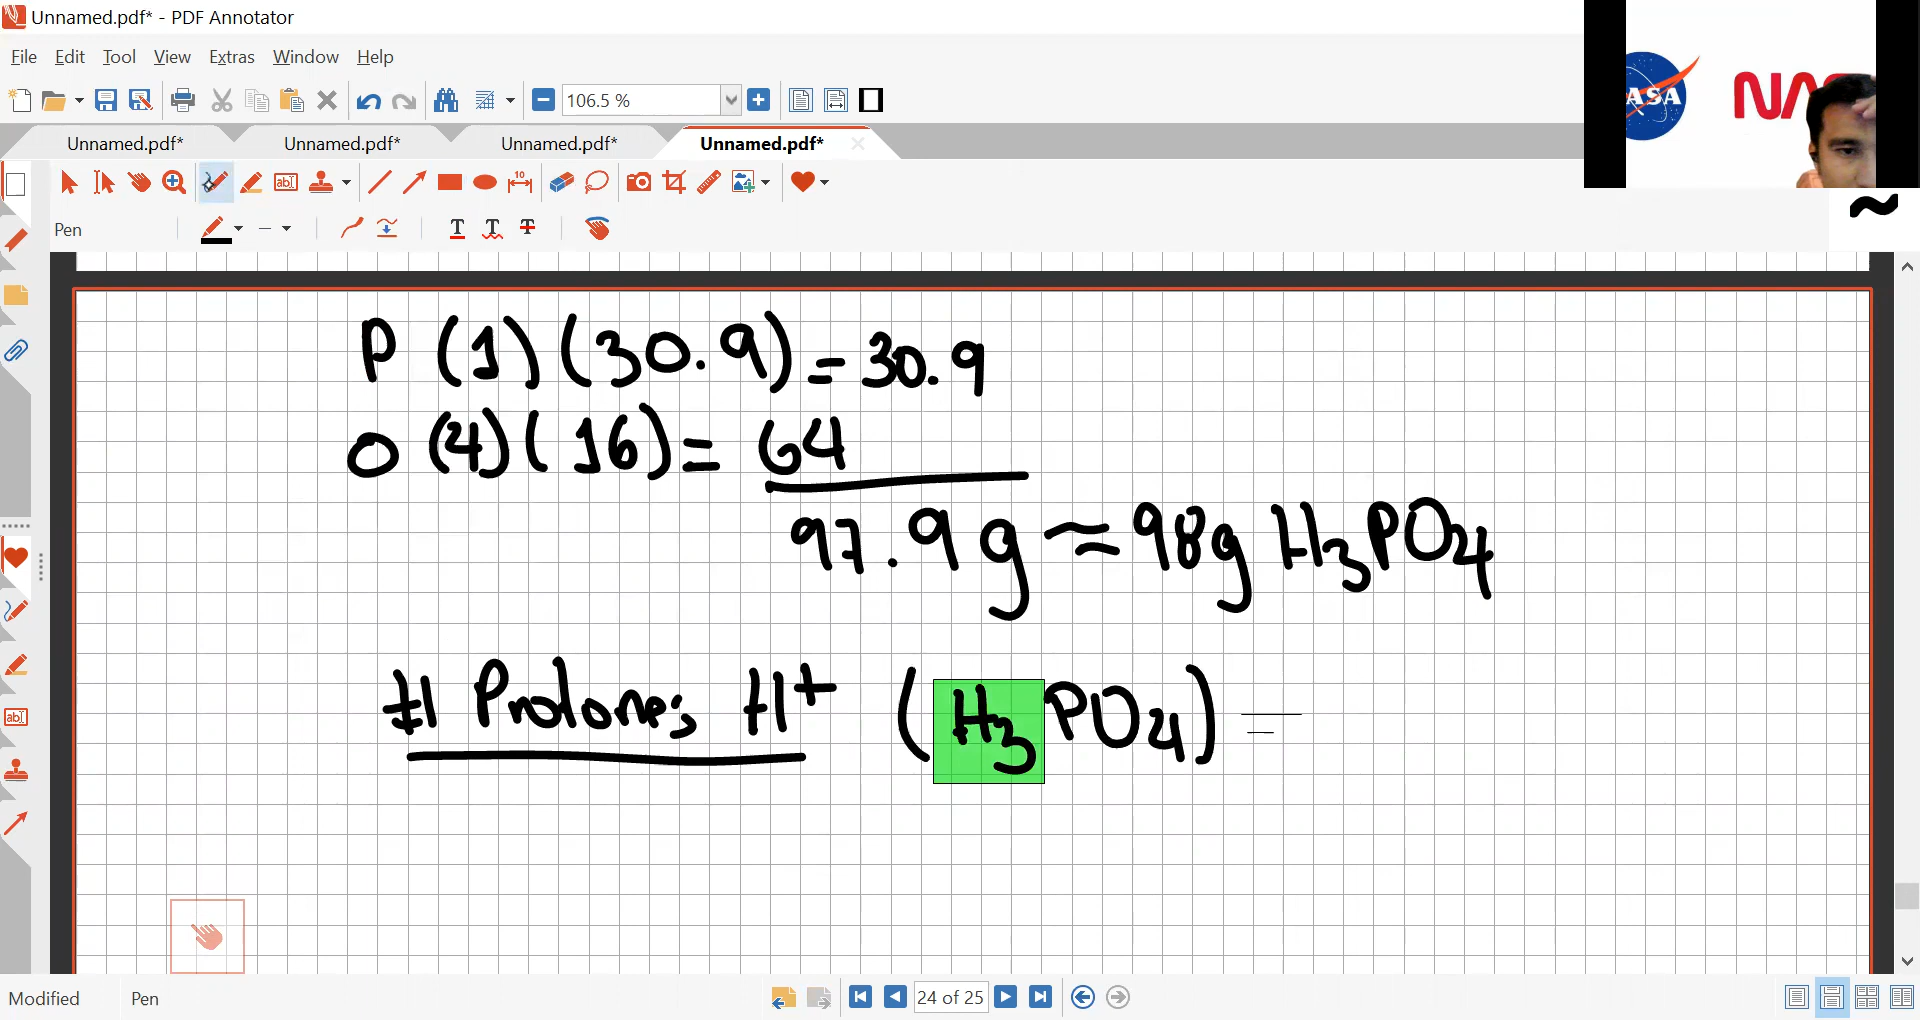 Unnamed.pdf* - PDF Annotator
File Edit Tool View Extras Window Help
106.5 %
Unnamed.pdf* Unnamed.pdf* Unnamed.pdf* Unnamed.pdf*
Pen
P (1) (30.9) = 30.9
O (4) (16) = 64
97.9 g ≈ 98g H3PO4
# Protones H+ (H3PO4) =
Modified Pen 24 of 25